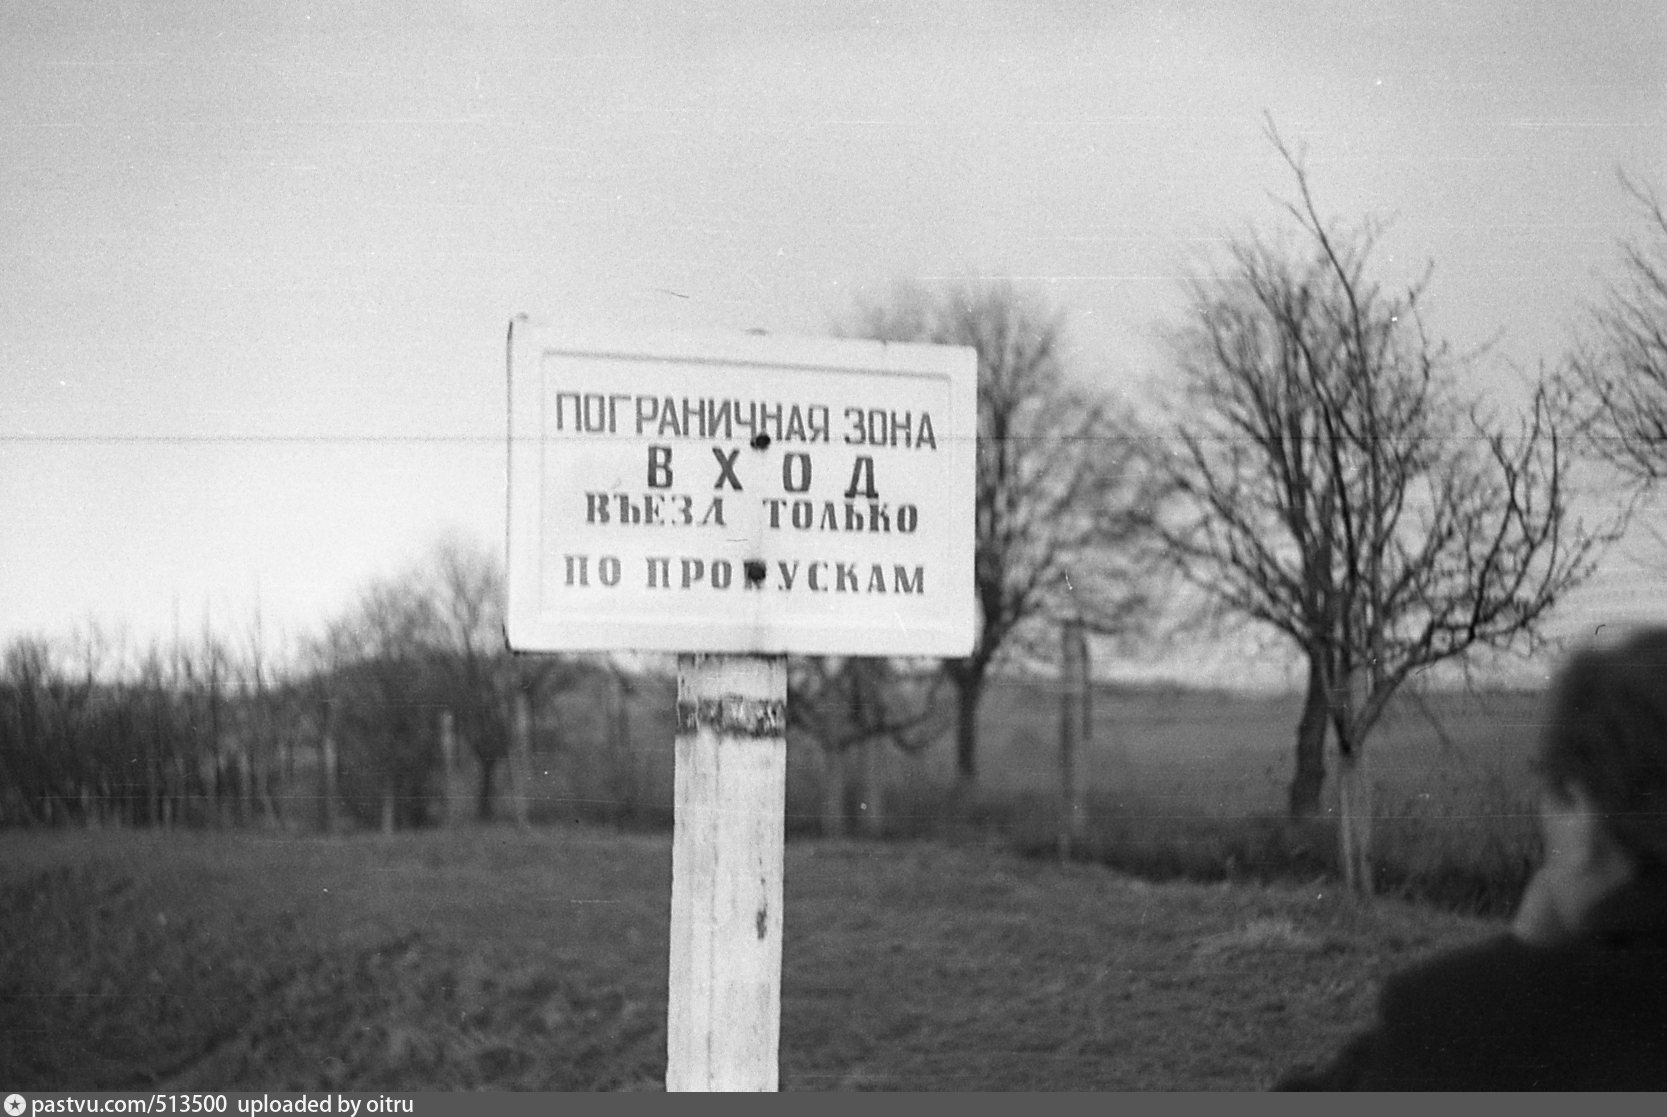 ПОГРАНИЧНАЯ ЗОНА
ВХОД
ВЪЕЗД ТОЛЬКО
ПО ПРОПУСКАМ
pastvu.com/513500 uploaded by oitru